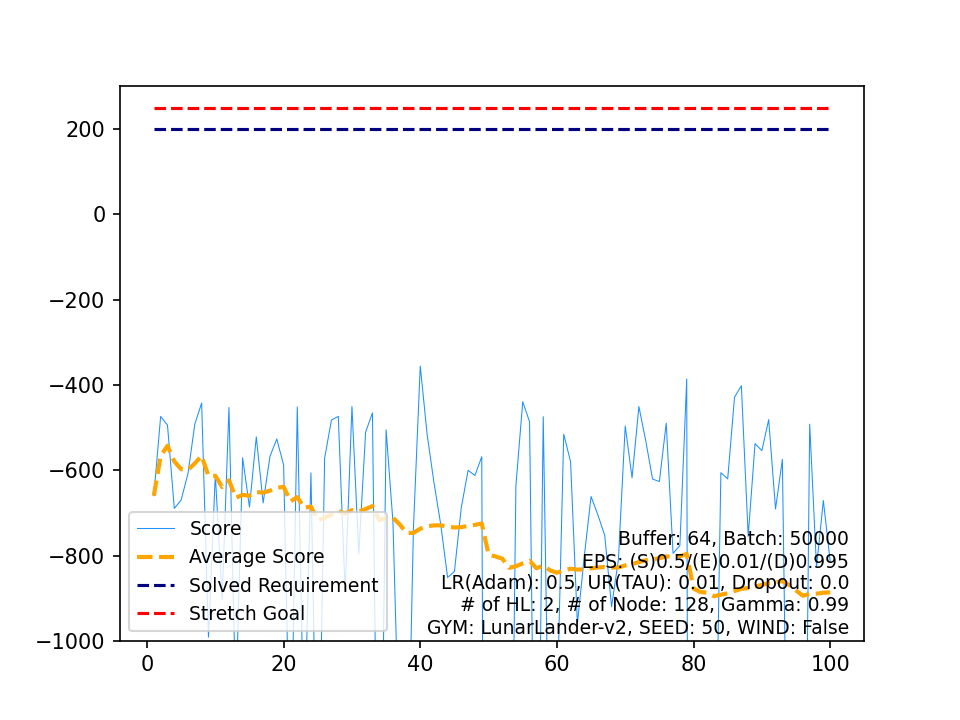 200
0
−200
−400
−600
−800
−1000
Score
Average Score
Solved Requirement
Stretch Goal
Buffer: 64, Batch: 50000
EPS: (S)0.5/(E)0.01/(D)0.995
LR(Adam): 0.5, UR(TAU): 0.01, Dropout: 0.0
# of HL: 2, # of Node: 128, Gamma: 0.99
GYM: LunarLander-v2, SEED: 50, WIND: False
0 20 40 60 80 100